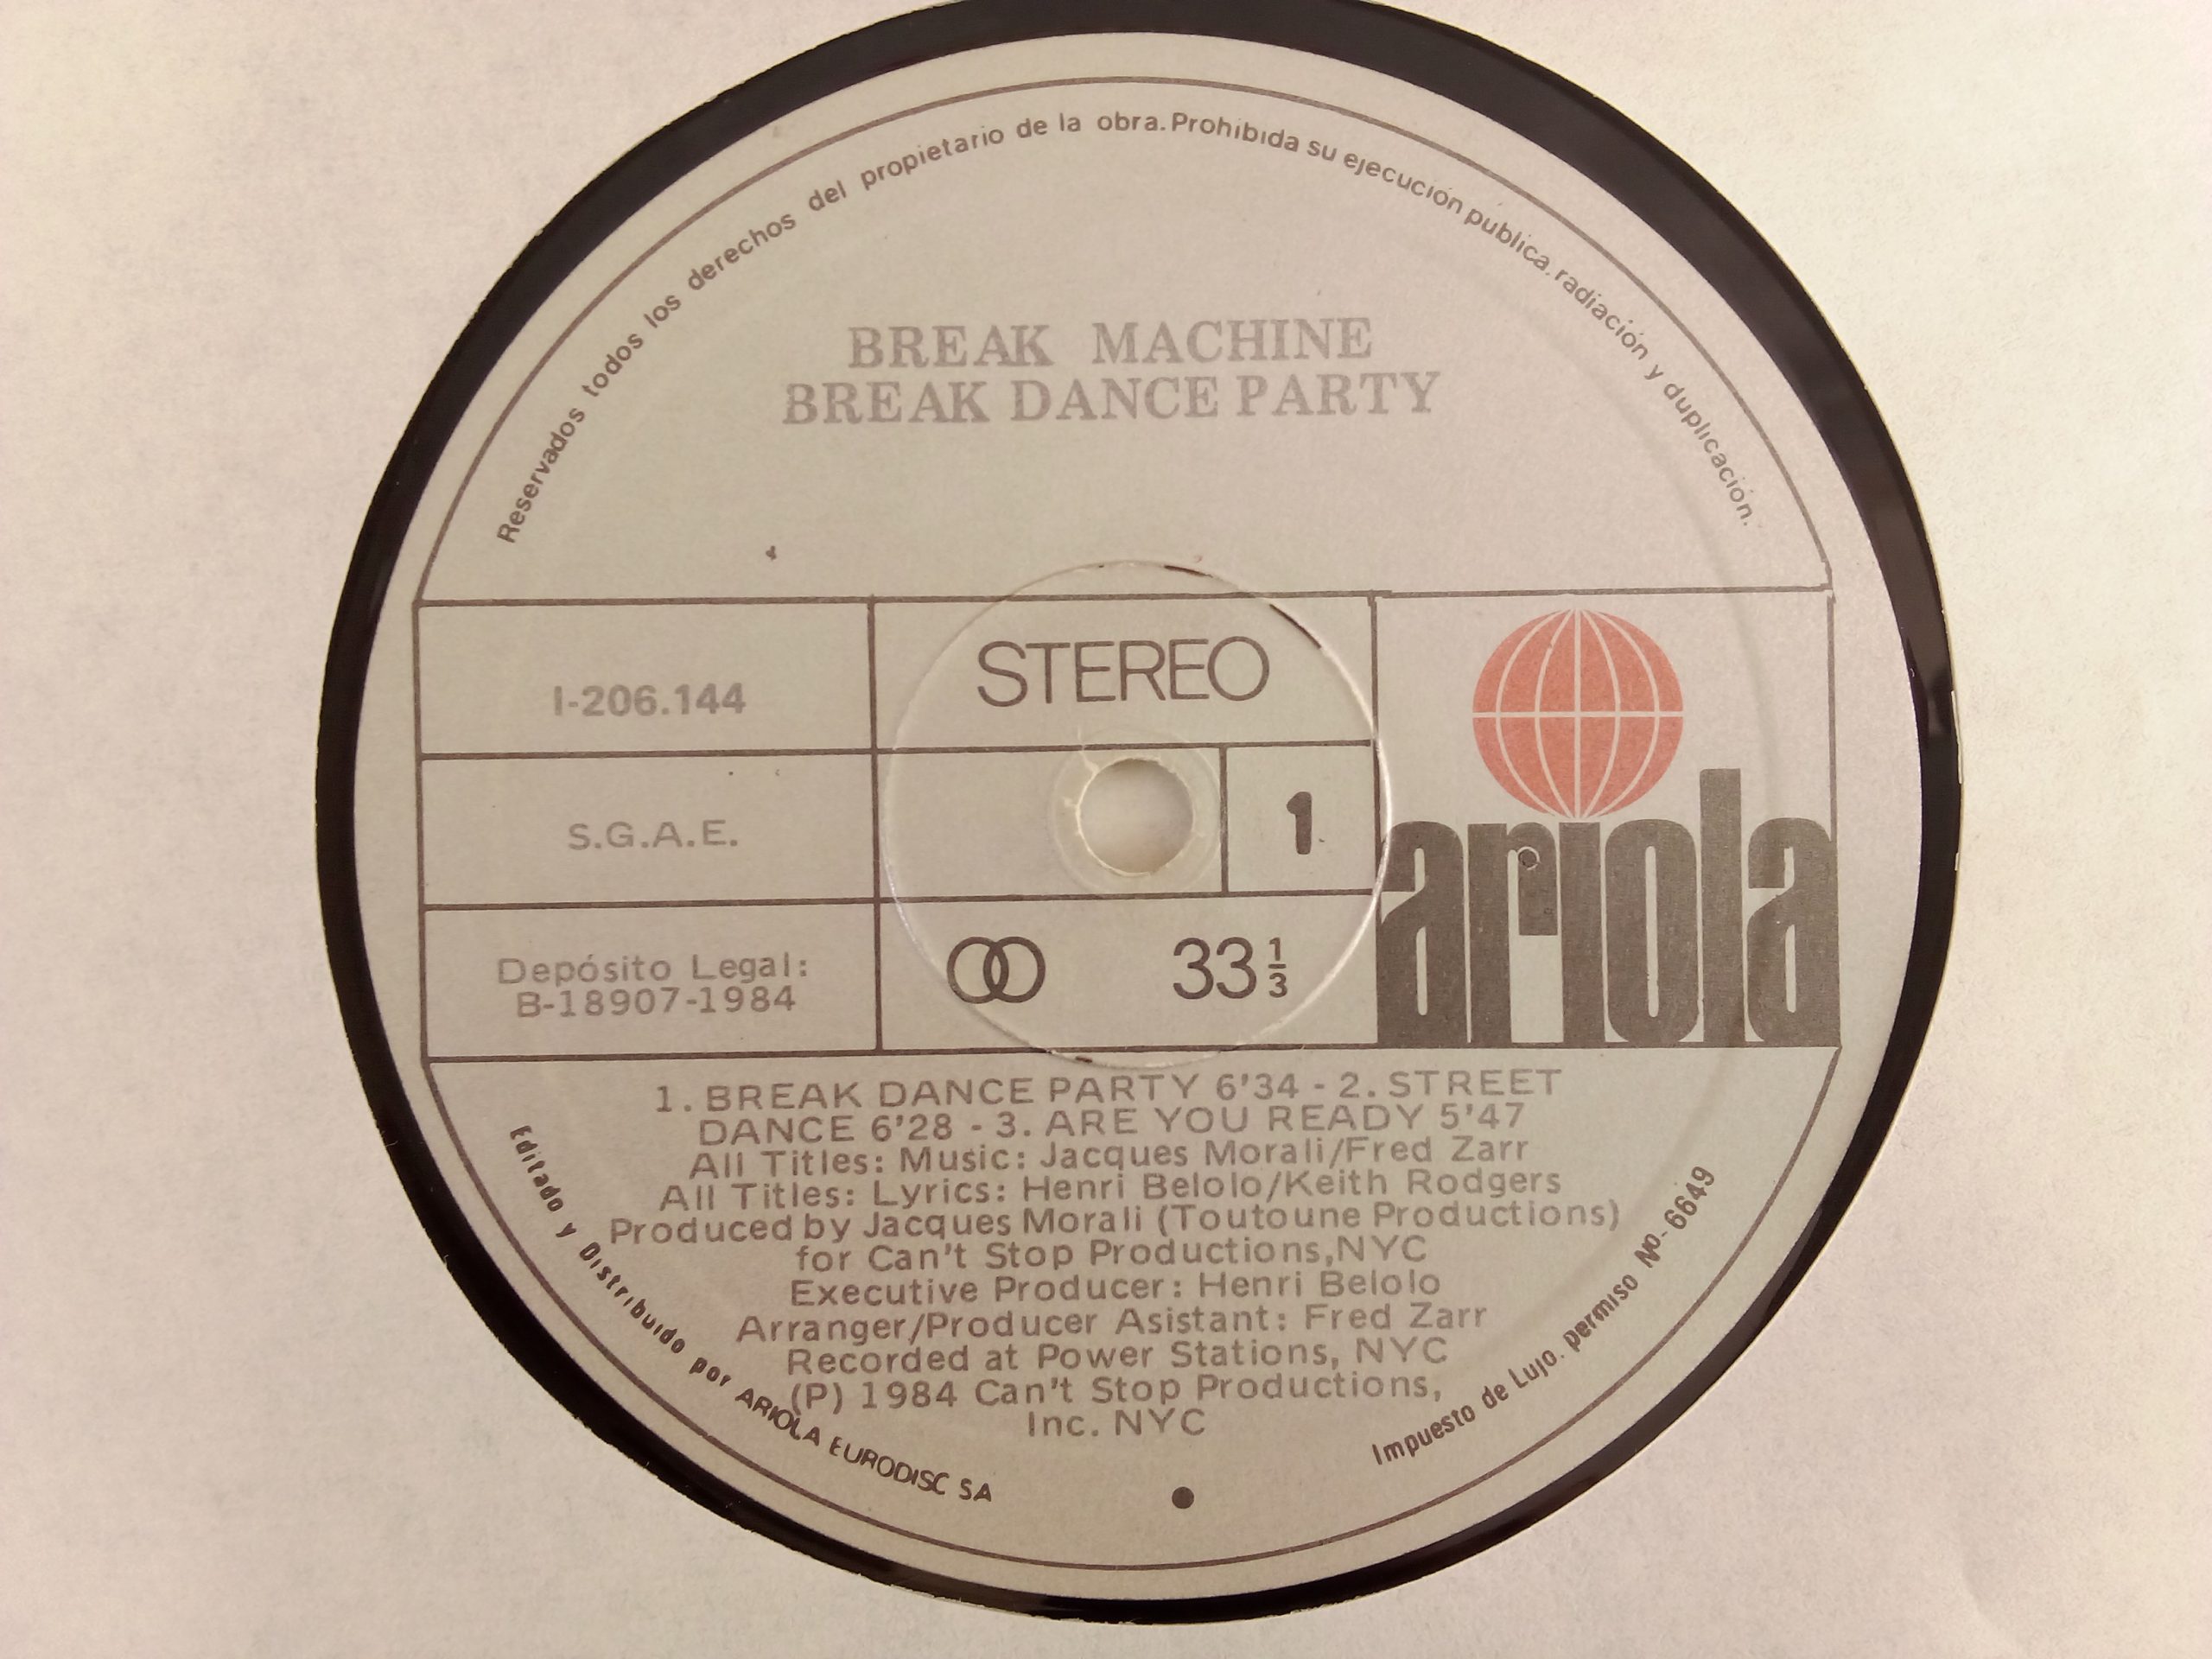 Reservados todos los derechos del propietario de la obra. Prohibida su ejecución publica, radiación y duplicación.
BREAK MACHINE
BREAK DANCE PARTY
I-206.144
STEREO
S.G.A.E.
1
ariola
Depósito Legal:
B-18907-1984
33 1/3
1. BREAK DANCE PARTY 6'34 - 2. STREET
DANCE 6'28 - 3. ARE YOU READY 5'47
All Titles: Music: Jacques Morali/Fred Zarr
All Titles: Lyrics: Henri Belolo/Keith Rodgers
Produced by Jacques Morali (Toutoune Productions)
for Can't Stop Productions,NYC
Executive Producer: Henri Belolo
Arranger/Producer Asistant: Fred Zarr
Recorded at Power Stations, NYC
(P) 1984 Can't Stop Productions,
Inc. NYC
Editado y Distribuido por ARIOLA EURODISC SA
Impuesto de Lujo. permiso Nº- 6649